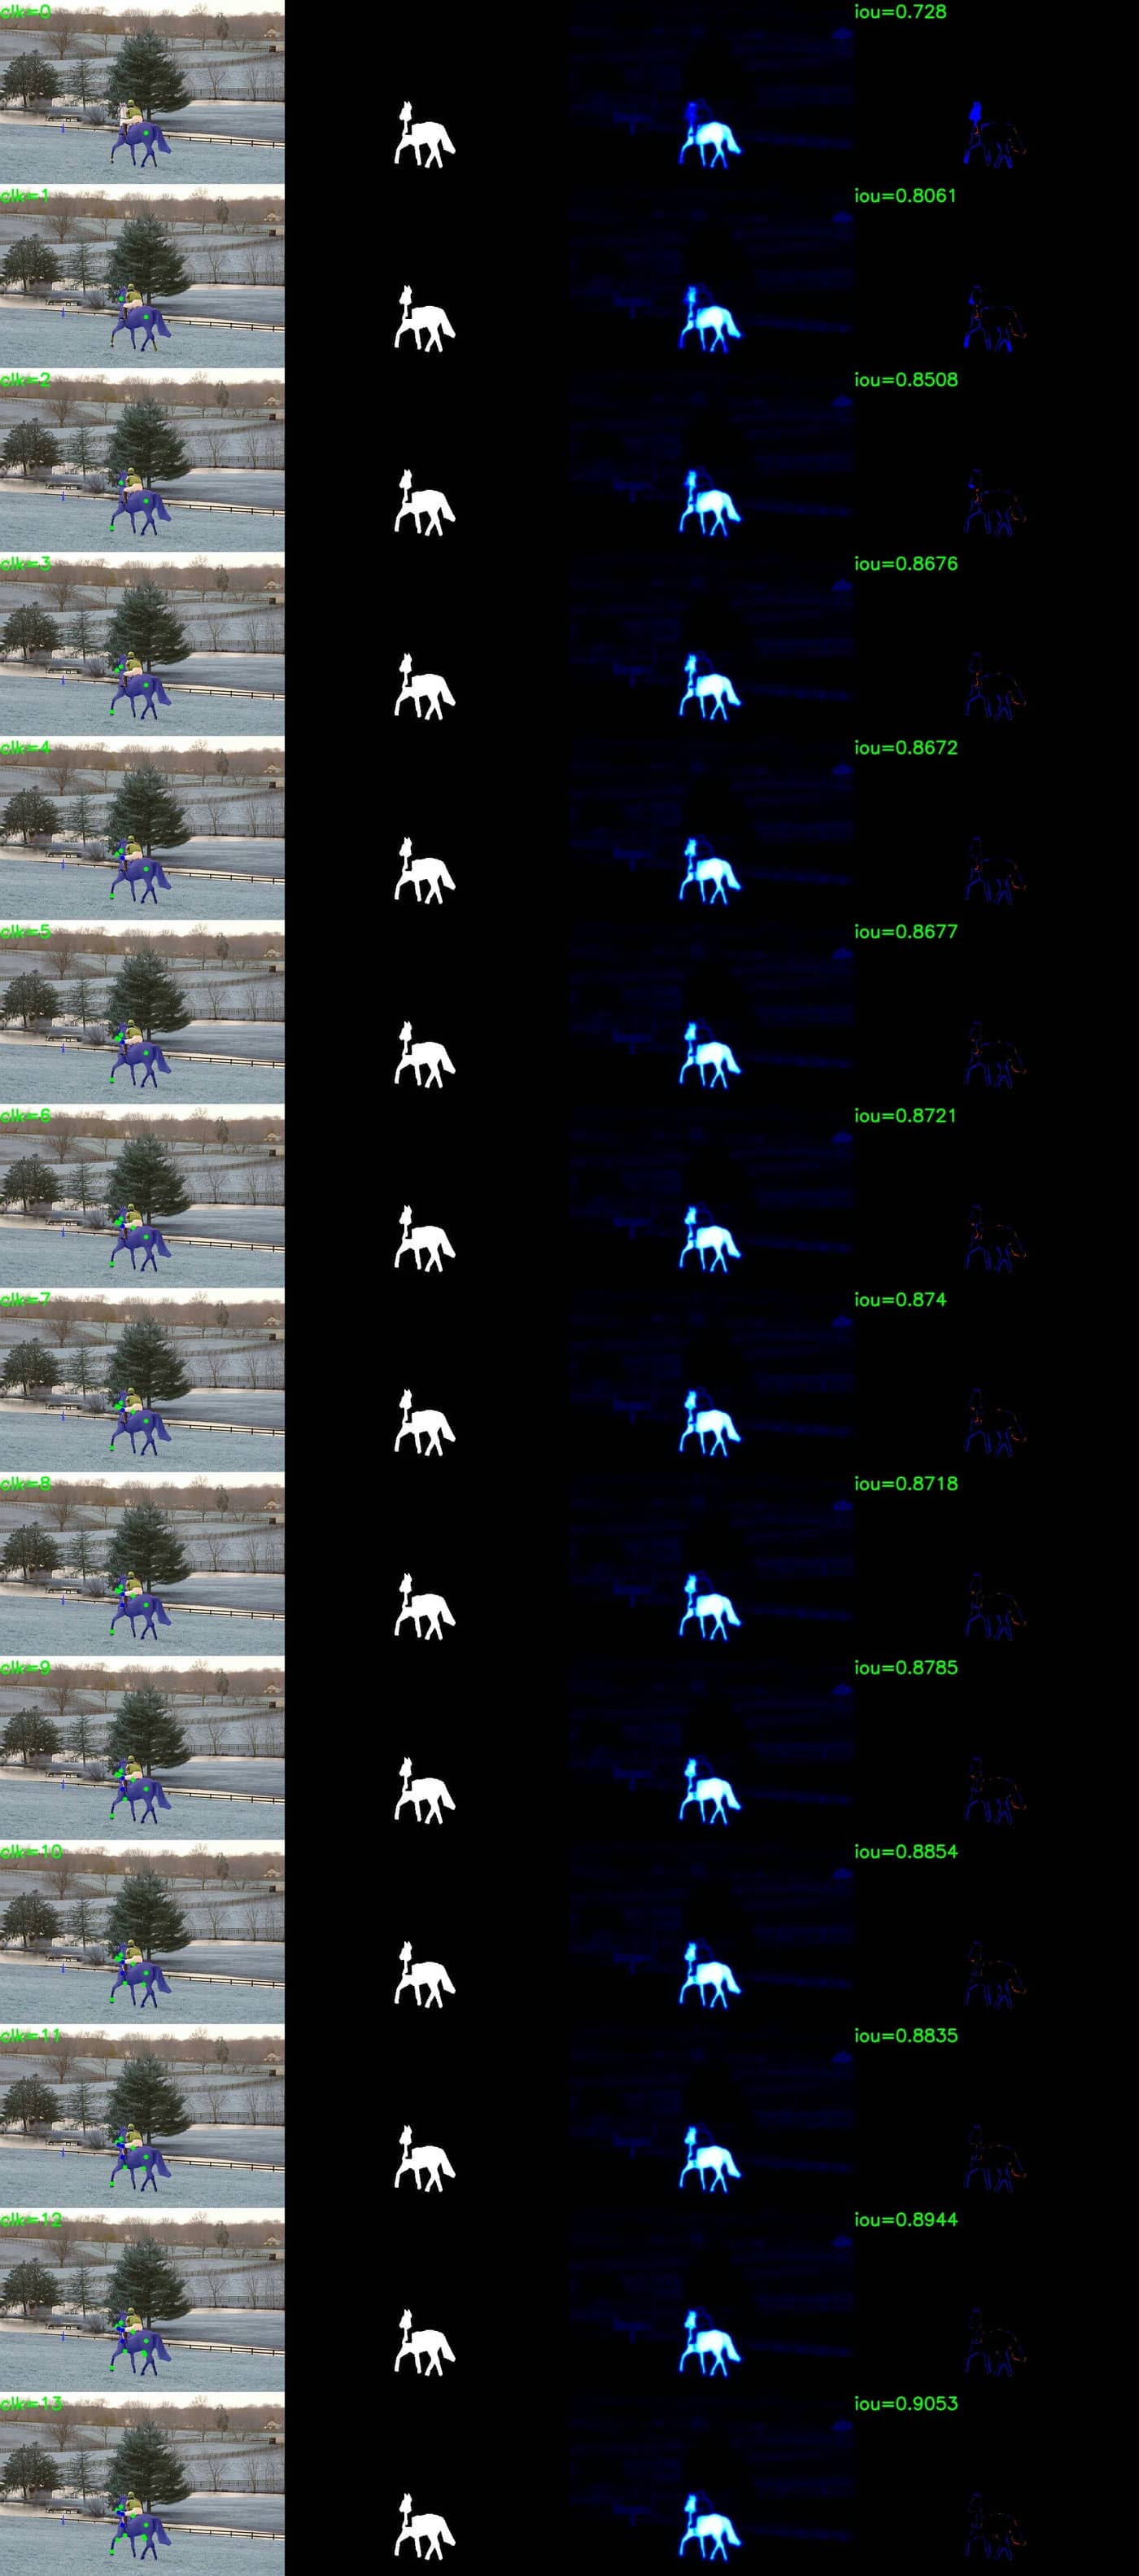 clk=0 iou=0.728
clk=1 iou=0.8061
clk=2 iou=0.8508
clk=3 iou=0.8676
clk=4 iou=0.8672
clk=5 iou=0.8677
clk=6 iou=0.8721
clk=7 iou=0.874
clk=8 iou=0.8718
clk=9 iou=0.8785
clk=10 iou=0.8854
clk=11 iou=0.8835
clk=12 iou=0.8944
clk=13 iou=0.9053